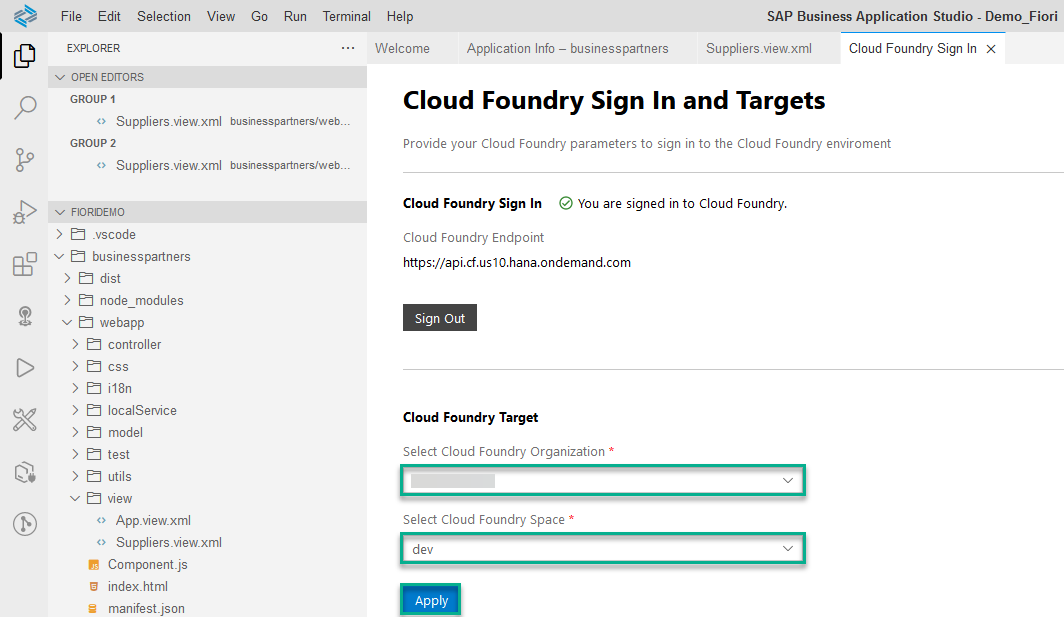 File Edit Selection View Go Run Terminal Help
SAP Business Application Studio - Demo_Fiori
EXPLORER ...
OPEN EDITORS
GROUP 1
<> Suppliers.view.xml businesspartners/web...
GROUP 2
<> Suppliers.view.xml businesspartners/web...
FIORIDEMO
.vscode
businesspartners
dist
node_modules
webapp
controller
css
i18n
localService
model
test
utils
view
<> App.view.xml
<> Suppliers.view.xml
JS Component.js
index.html
manifest.json
Welcome Application Info – businesspartners Suppliers.view.xml Cloud Foundry Sign In ×
Cloud Foundry Sign In and Targets
Provide your Cloud Foundry parameters to sign in to the Cloud Foundry enviroment
Cloud Foundry Sign In You are signed in to Cloud Foundry.
Cloud Foundry Endpoint
https://api.cf.us10.hana.ondemand.com
Sign Out
Cloud Foundry Target
Select Cloud Foundry Organization *
Select Cloud Foundry Space *
dev
Apply